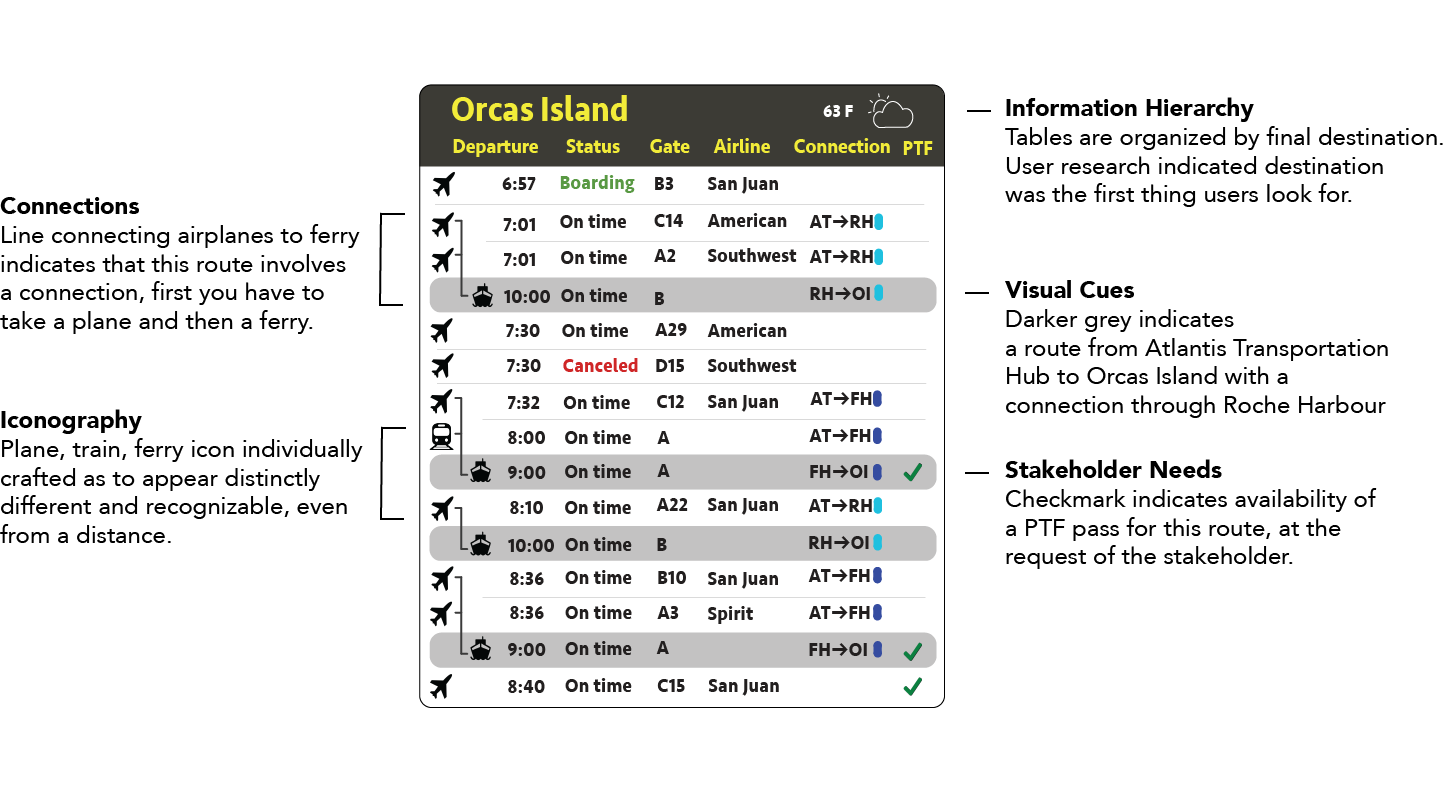 Orcas Island
63 F
Departure Status Gate Airline Connection PTF
6:57 Boarding B3 San Juan
7:01 On time C14 American AT→RH
7:01 On time A2 Southwest AT→RH
10:00 On time B RH→OI
7:30 On time A29 American
7:30 Canceled D15 Southwest
7:32 On time C12 San Juan AT→FH
8:00 On time A AT→FH
9:00 On time A FH→OI
8:10 On time A22 San Juan AT→RH
10:00 On time B RH→OI
8:36 On time B10 San Juan AT→FH
8:36 On time A3 Spirit AT→FH
9:00 On time A FH→OI
8:40 On time C15 San Juan
Connections
Line connecting airplanes to ferry
indicates that this route involves
a connection, first you have to
take a plane and then a ferry.
Iconography
Plane, train, ferry icon individually
crafted as to appear distinctly
different and recognizable, even
from a distance.
Information Hierarchy
Tables are organized by final destination.
User research indicated destination
was the first thing users look for.
Visual Cues
Darker grey indicates
a route from Atlantis Transportation
Hub to Orcas Island with a
connection through Roche Harbour
Stakeholder Needs
Checkmark indicates availability of
a PTF pass for this route, at the
request of the stakeholder.